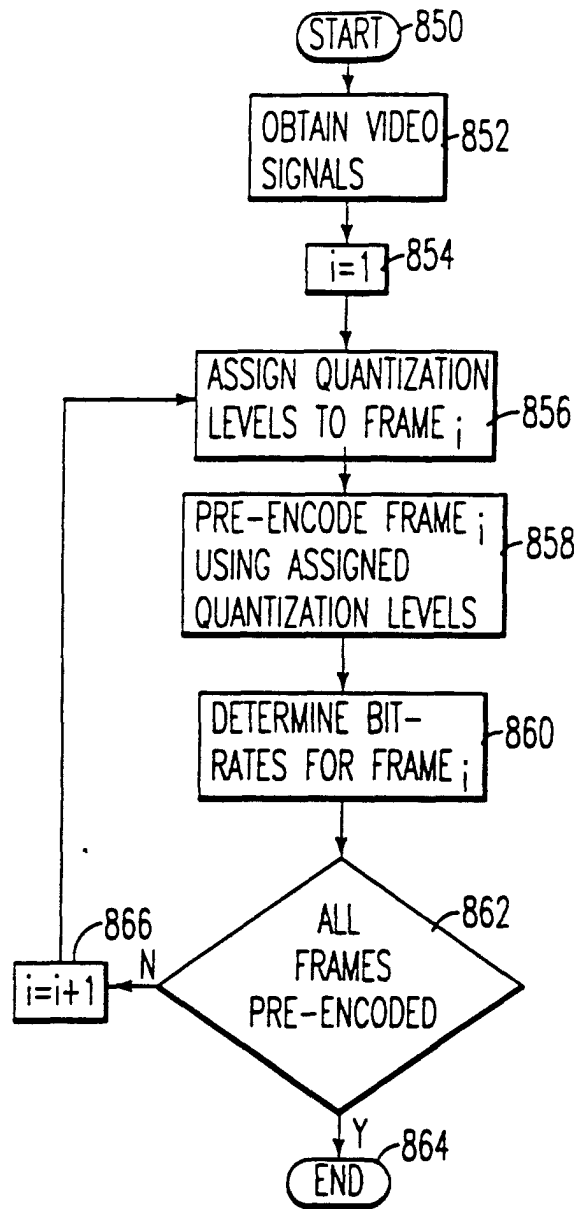 START 850
OBTAIN VIDEO
SIGNALS
852
i=1 854
ASSIGN QUANTIZATION
LEVELS TO FRAME i
856
PRE-ENCODE FRAME i
USING ASSIGNED
QUANTIZATION LEVELS
858
DETERMINE BIT-
RATES FOR FRAME i
860
ALL
FRAMES
PRE-ENCODED
862
N
866
i=i+1
Y
END 864